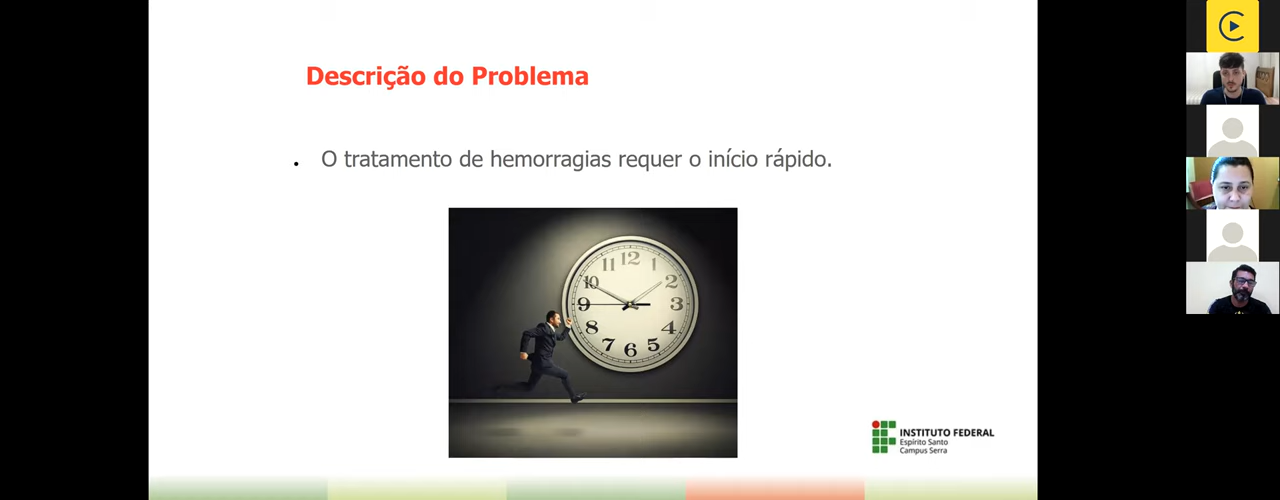 Descrição do Problema
O tratamento de hemorragias requer o início rápido.
12
11
1
10
2
9
3
8
4
7
5
6
INSTITUTO FEDERAL
Espírito Santo
Campus Serra